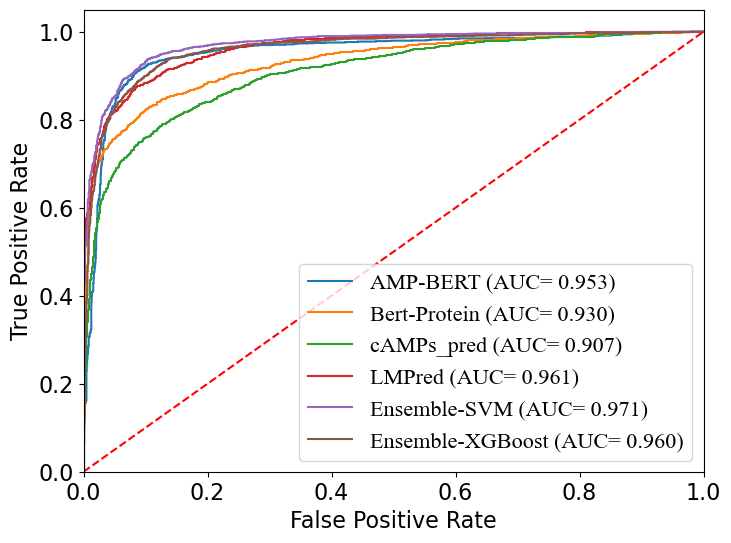 1.0
0.8
0.6
0.4
0.2
0.0
True Positive Rate
AMP-BERT (AUC= 0.953)
Bert-Protein (AUC= 0.930)
cAMPs_pred (AUC= 0.907)
LMPred (AUC= 0.961)
Ensemble-SVM (AUC= 0.971)
Ensemble-XGBoost (AUC= 0.960)
0.0 0.2 0.4 0.6 0.8 1.0
False Positive Rate